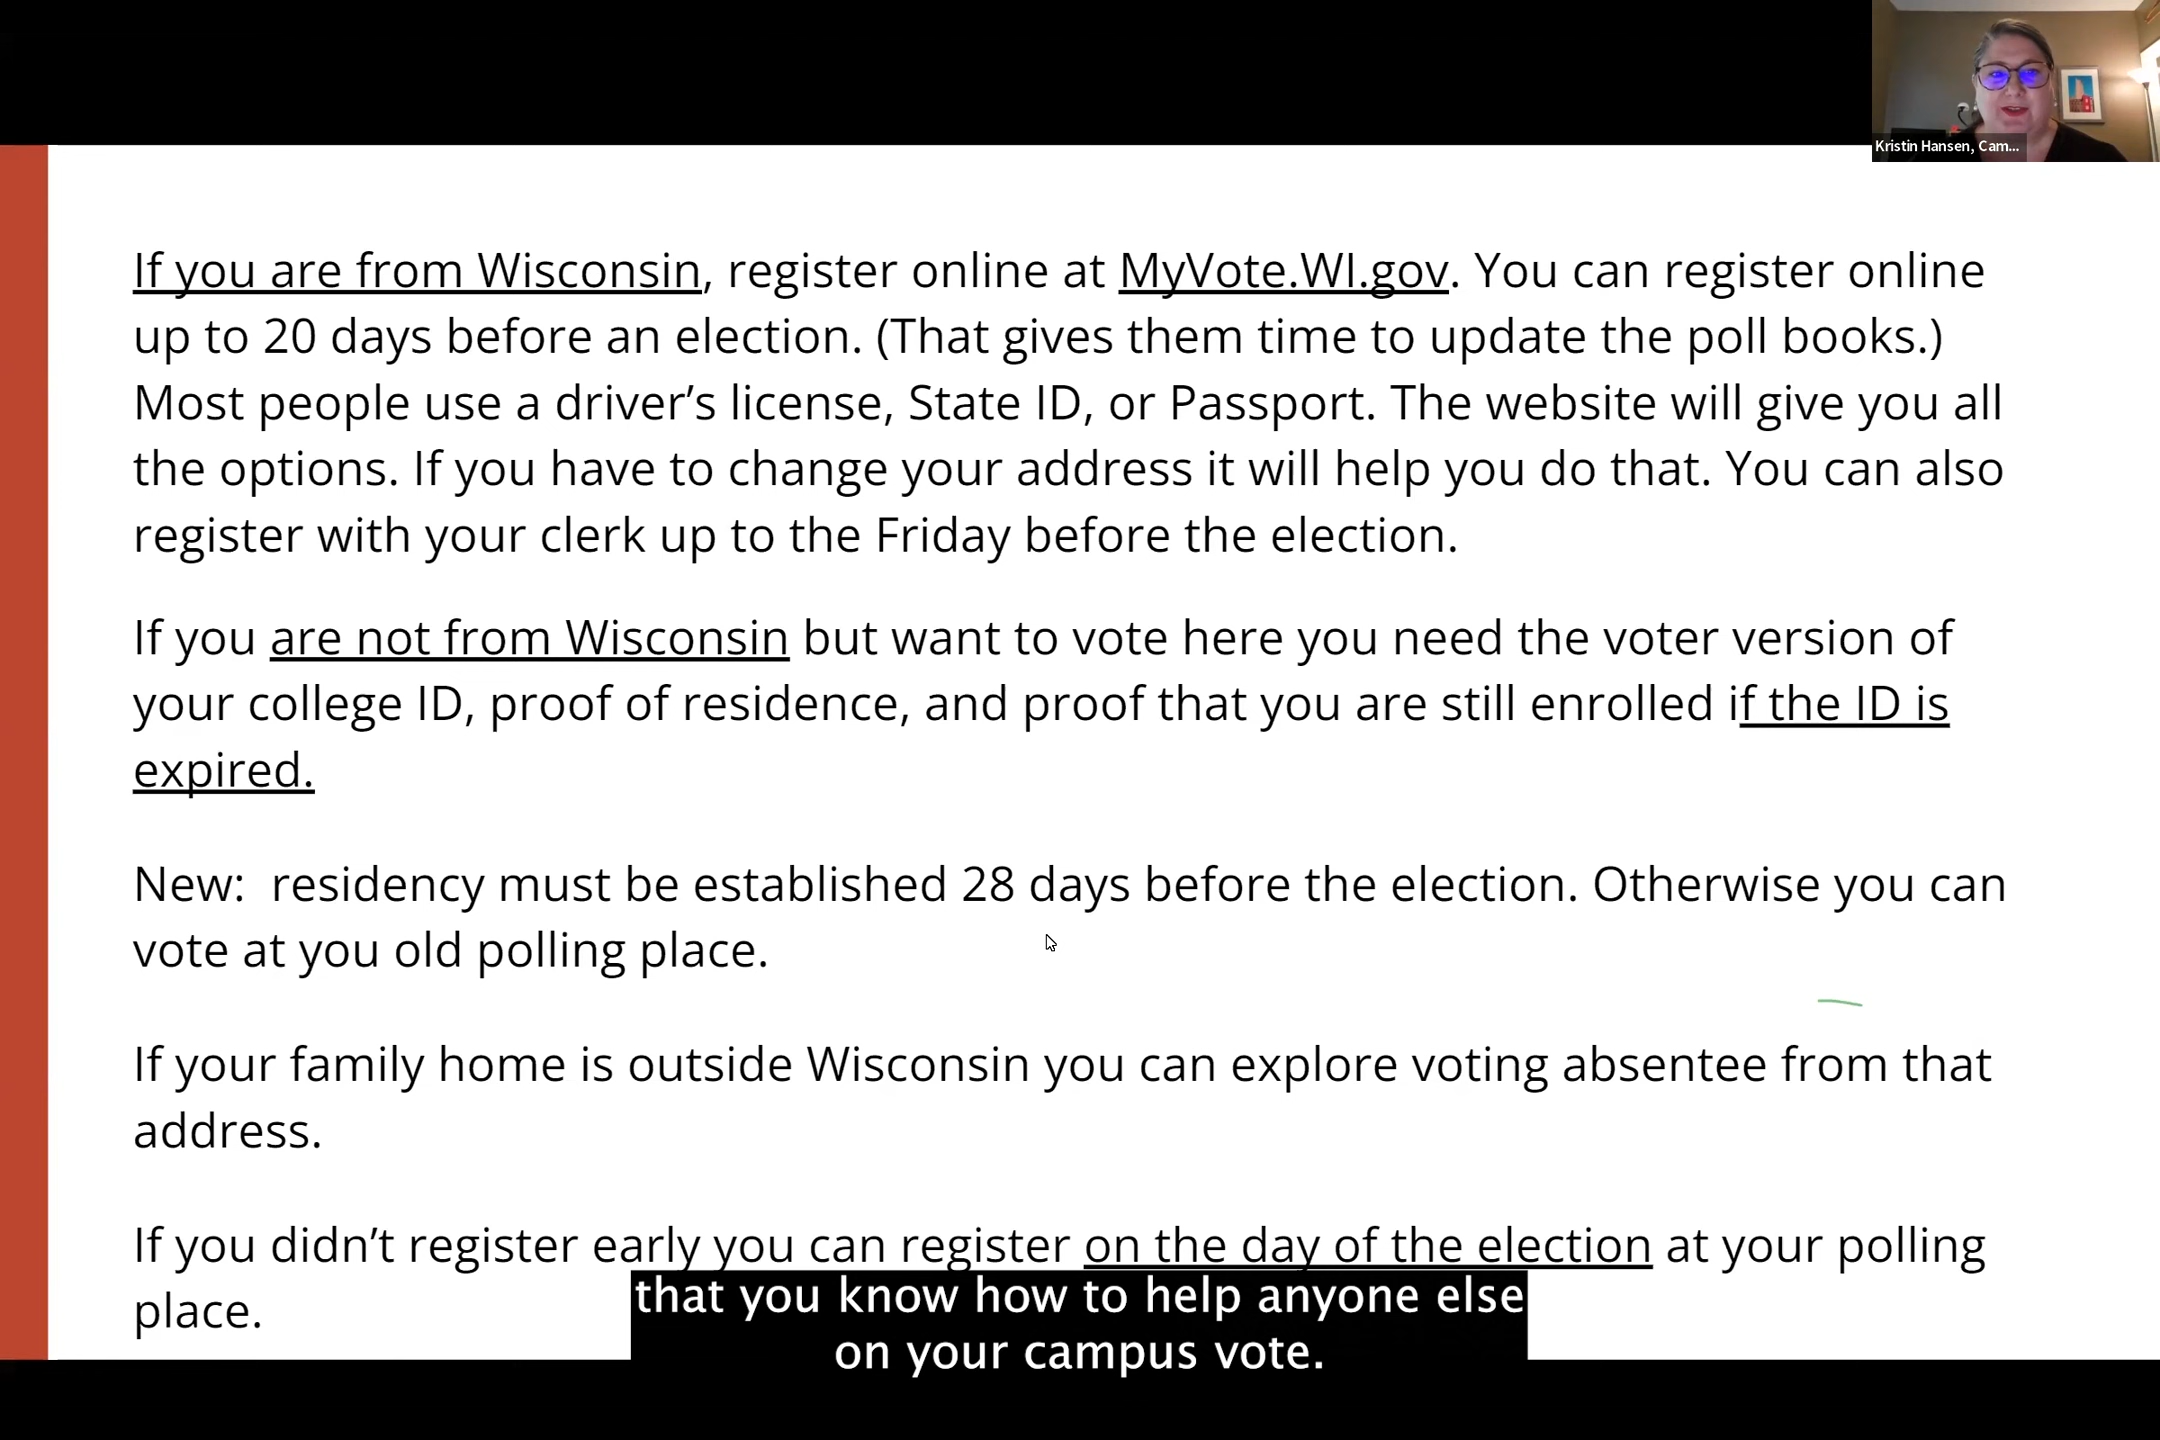 Kristin Hansen, Cam...
If you are from Wisconsin, register online at MyVote.WI.gov. You can register online
up to 20 days before an election. (That gives them time to update the poll books.)
Most people use a driver’s license, State ID, or Passport. The website will give you all
the options. If you have to change your address it will help you do that. You can also
register with your clerk up to the Friday before the election.
If you are not from Wisconsin but want to vote here you need the voter version of
your college ID, proof of residence, and proof that you are still enrolled if the ID is
expired.
New:  residency must be established 28 days before the election. Otherwise you can
vote at you old polling place.
If your family home is outside Wisconsin you can explore voting absentee from that
address.
If you didn’t register early you can register on the day of the election at your polling
place.
that you know how to help anyone else
on your campus vote.